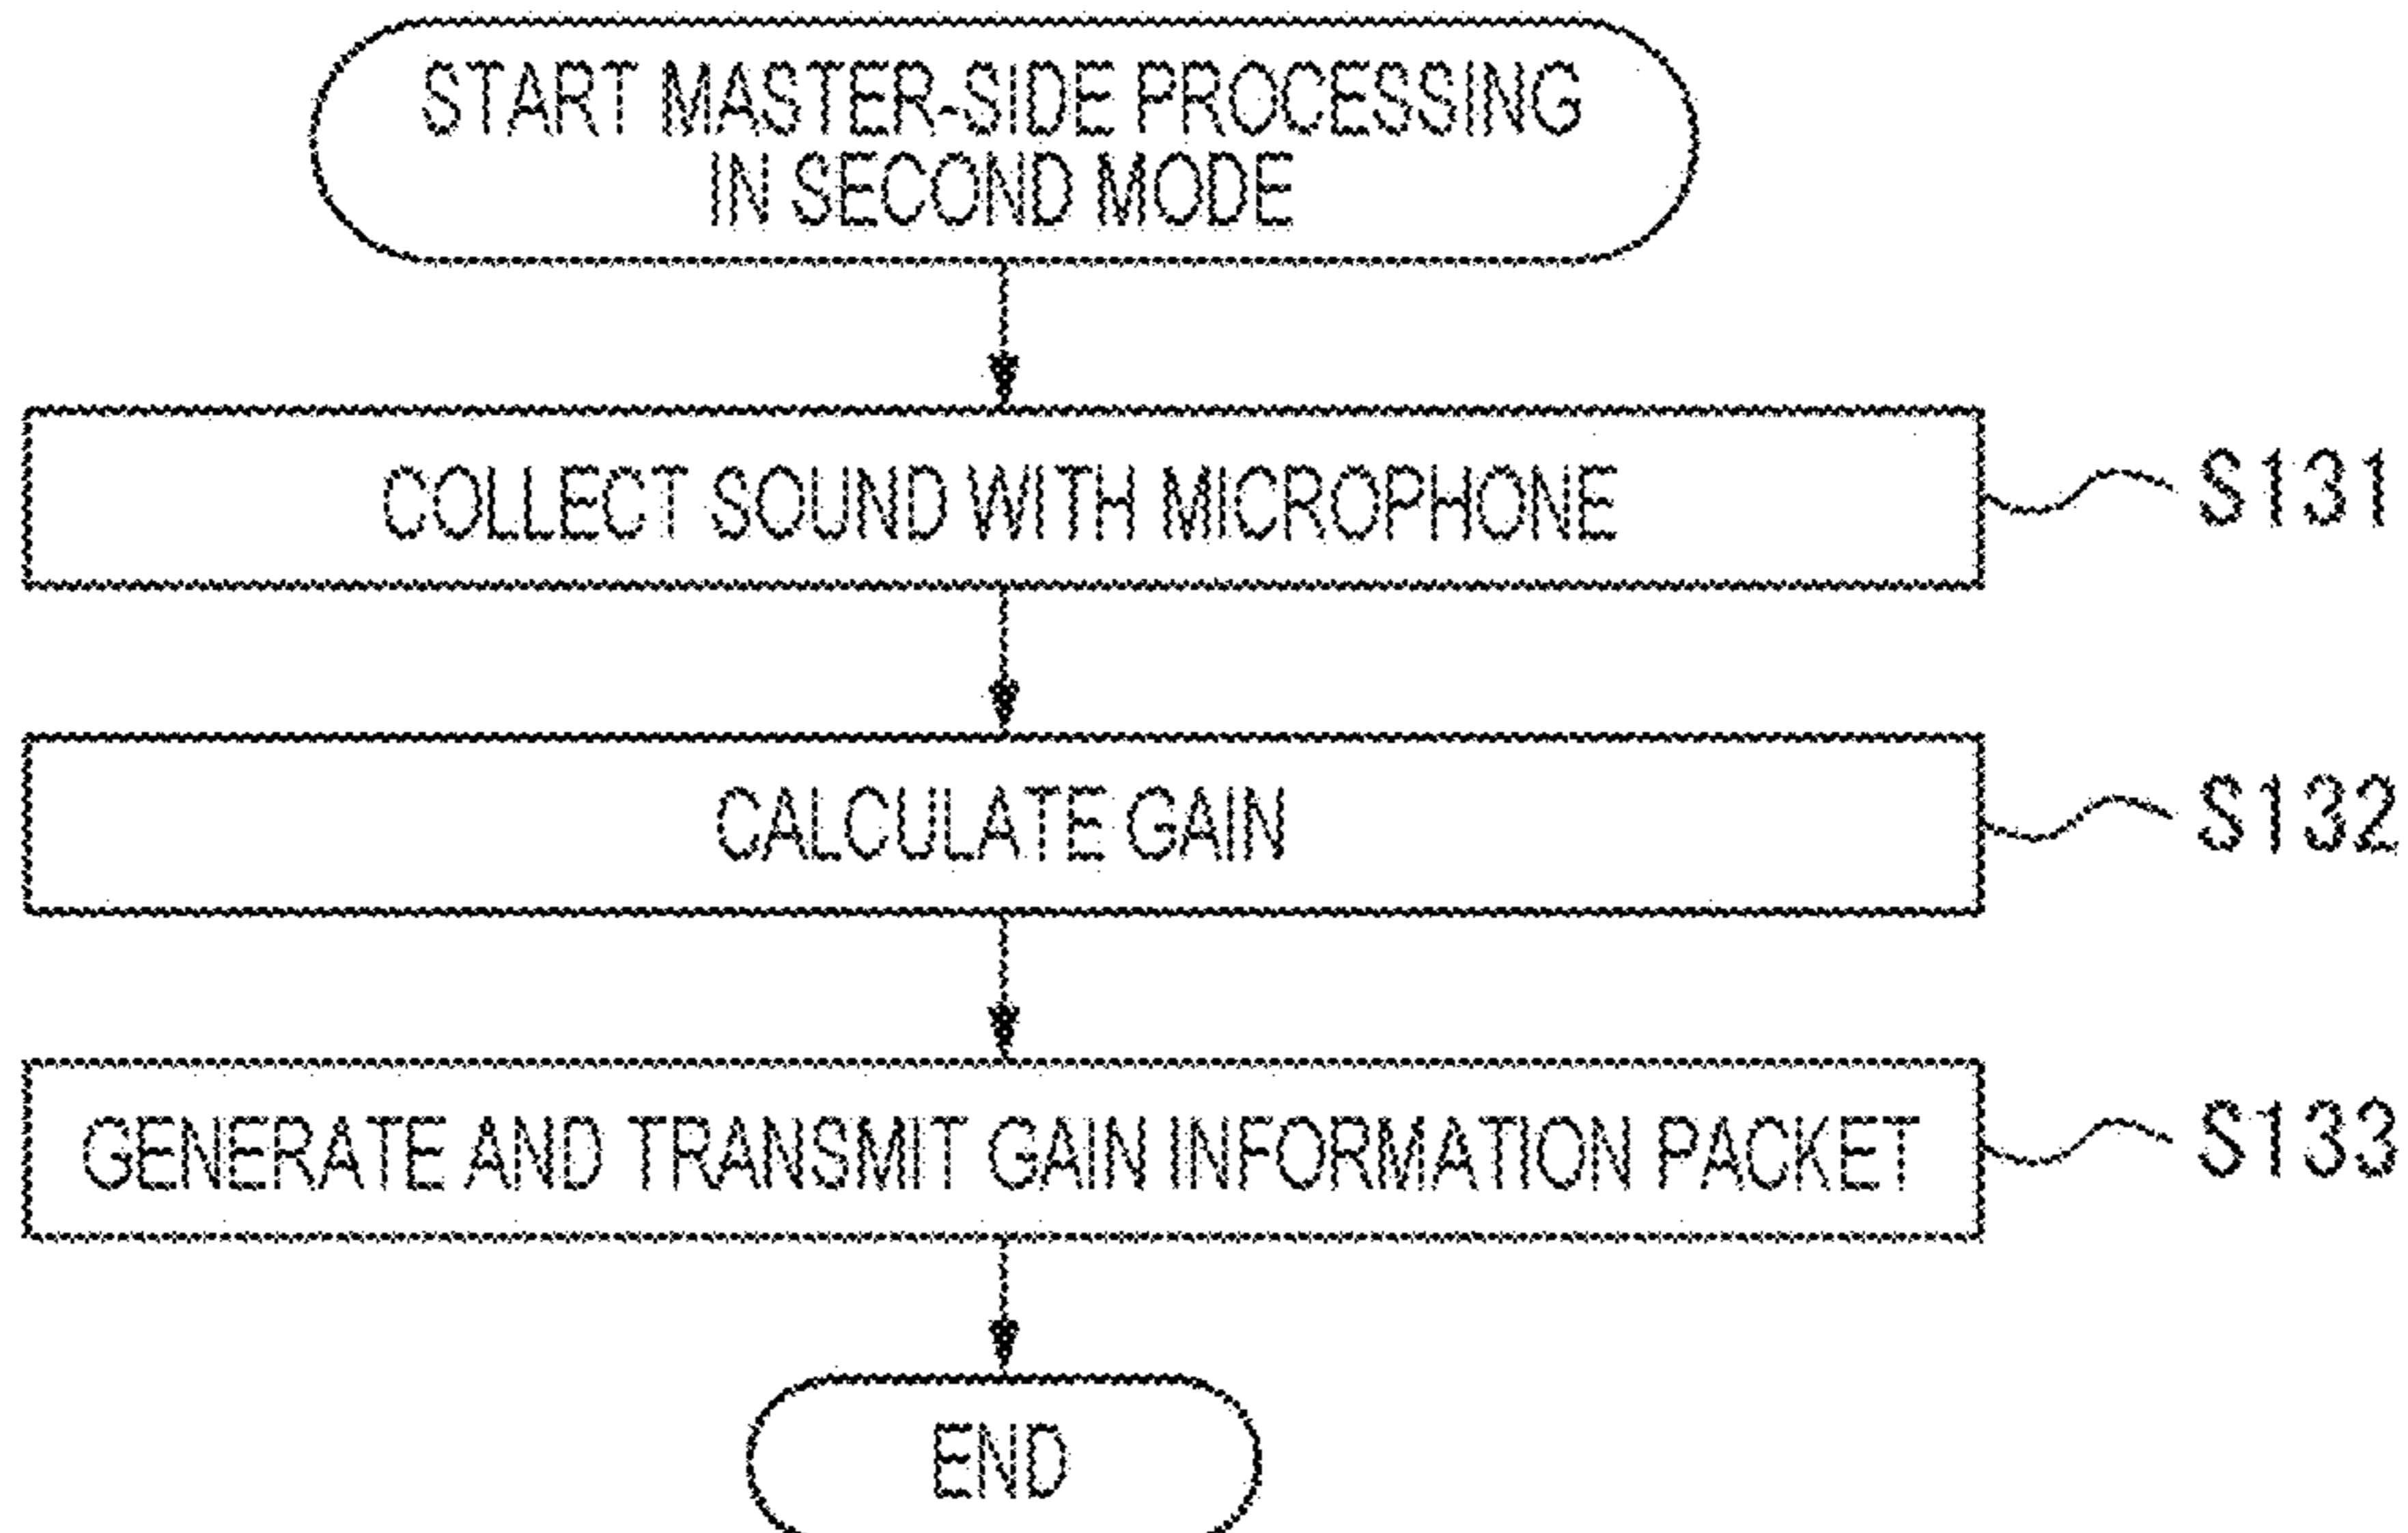 START MASTER-SIDE PROCESSING
IN SECOND MODE
COLLECT SOUND WITH MICROPHONE
S131
CALCULATE GAIN
S132
GENERATE AND TRANSMIT GAIN INFORMATION PACKET
S133
END